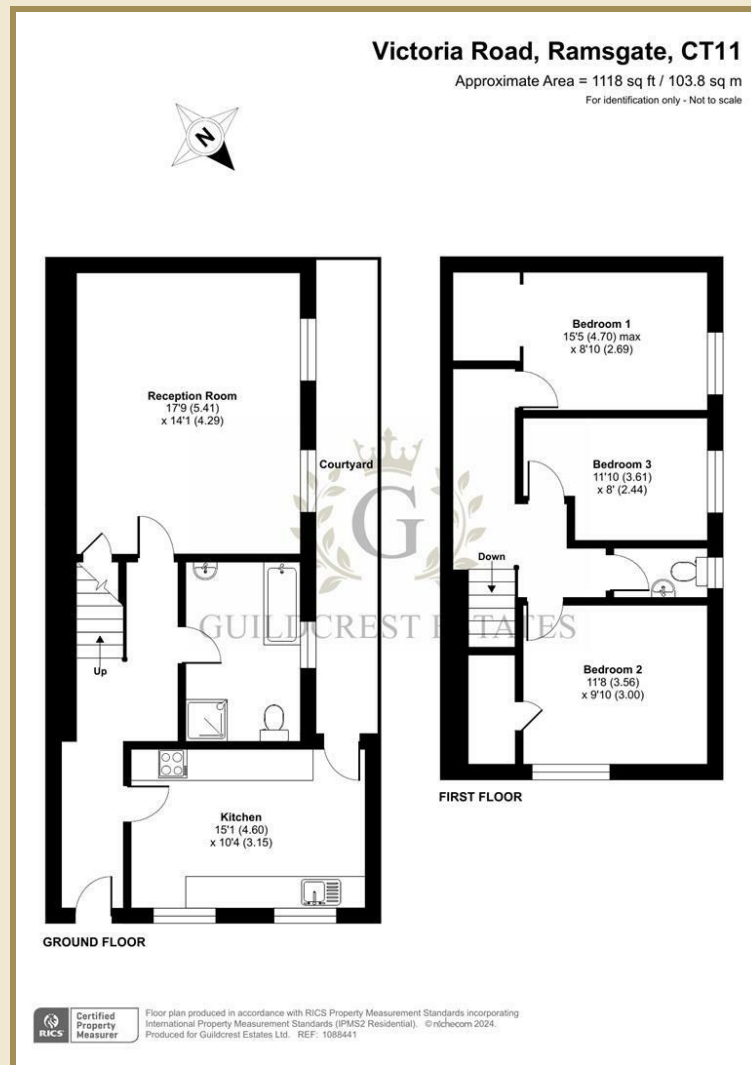 Victoria Road, Ramsgate, CT11
Approximate Area = 1118 sq ft / 103.8 sq m
For identification only - Not to scale
N
Reception Room
17'9 (5.41)
x 14'1 (4.29)
Courtyard
Up
Kitchen
15'1 (4.60)
x 10'4 (3.15)
GROUND FLOOR
Bedroom 1
15'5 (4.70) max
x 8'10 (2.69)
Bedroom 3
11'10 (3.61)
x 8' (2.44)
Down
Bedroom 2
11'8 (3.56)
x 9'10 (3.00)
FIRST FLOOR
G
GUILDCREST ESTATES
RICS
Certified
Property
Measurer
Floor plan produced in accordance with RICS Property Measurement Standards incorporating
International Property Measurement Standards (IPMS2 Residential). © nichecom 2024.
Produced for Guildcrest Estates Ltd. REF: 1088441